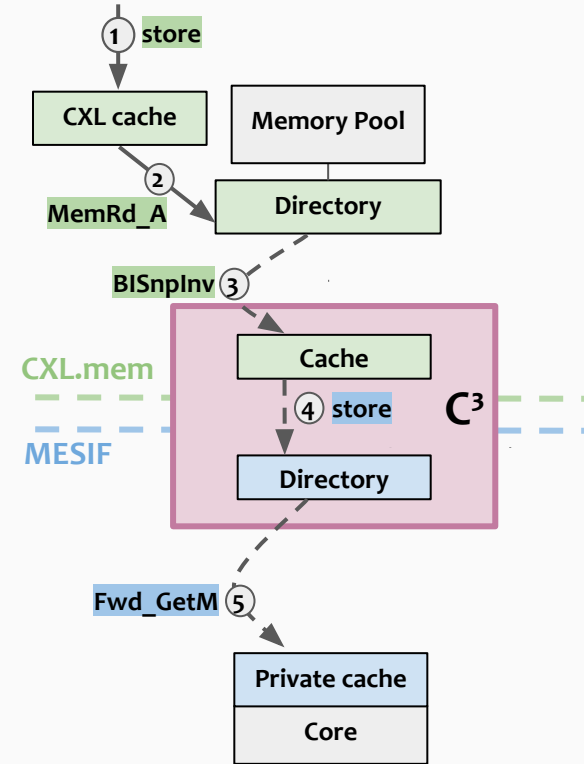 1 store
CXL cache
Memory Pool
2
MemRd_A
Directory
BISnpInv 3
Cache
CXL.mem
4 store
C³
MESIF
Directory
Fwd_GetM 5
Private cache
Core